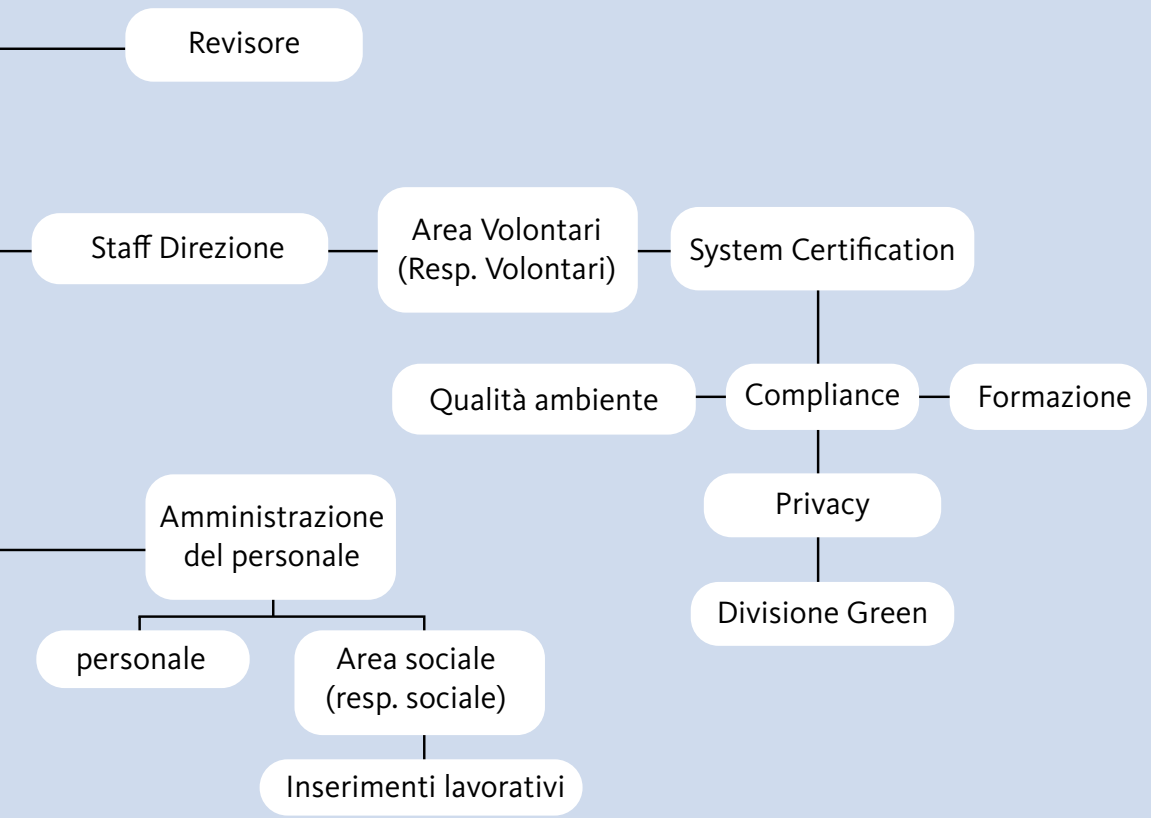 Revisore
Staff Direzione
Area Volontari
(Resp. Volontari)
System Certification
Qualità ambiente
Compliance
Formazione
Privacy
Divisione Green
Amministrazione
del personale
personale
Area sociale
(resp. sociale)
Inserimenti lavorativi